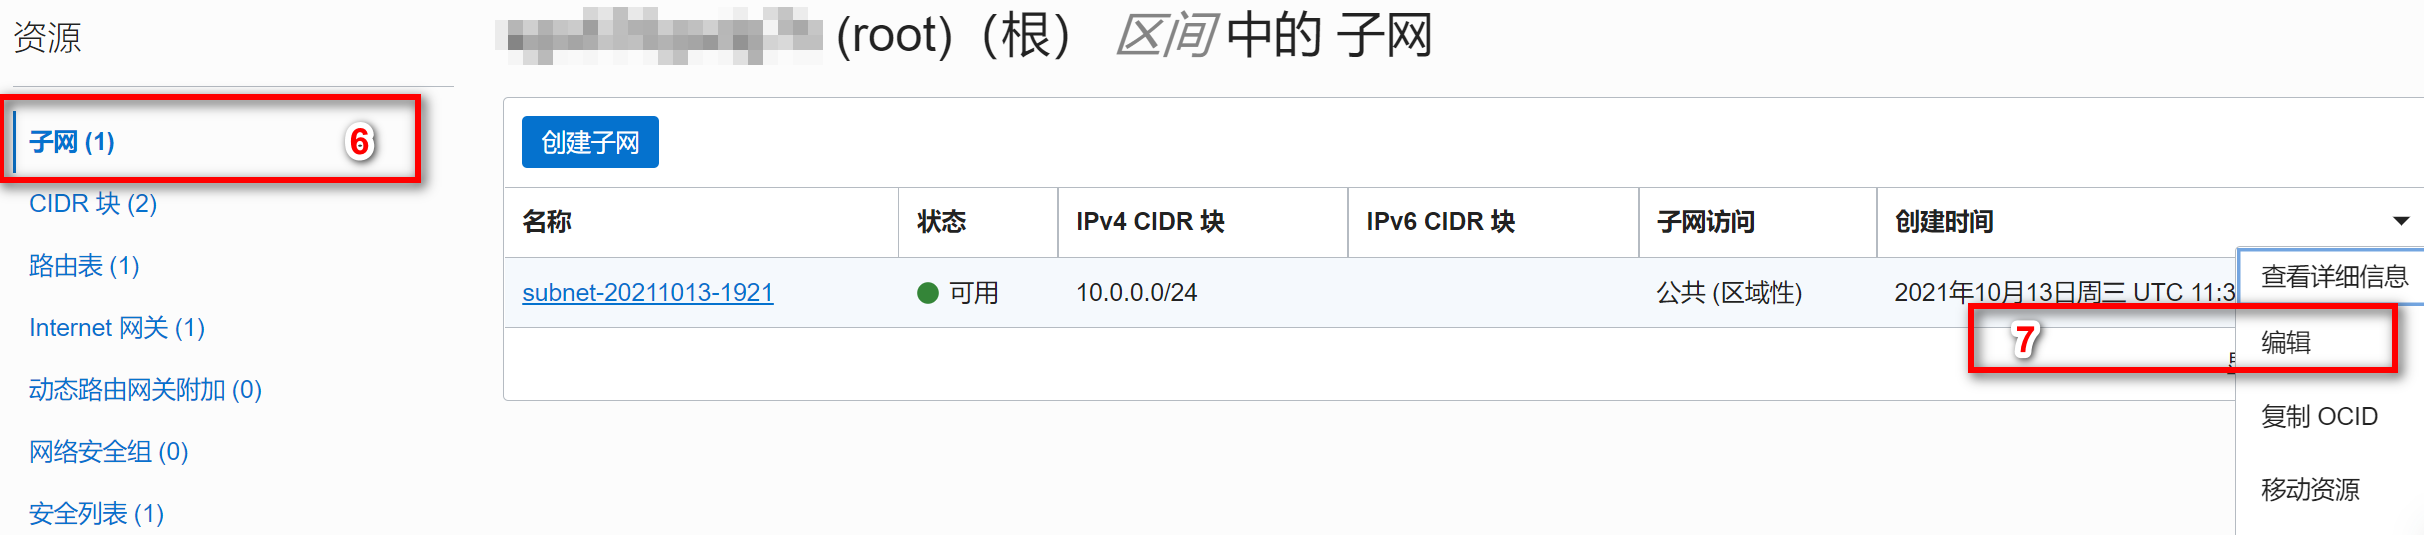 资源
(root)（根） 区间 中的 子网
子网 (1)
6
CIDR 块 (2)
路由表 (1)
Internet 网关 (1)
动态路由网关附加 (0)
网络安全组 (0)
安全列表 (1)
创建子网
名称 状态 IPv4 CIDR 块 IPv6 CIDR 块 子网访问 创建时间
subnet-20211013-1921 可用 10.0.0.0/24 公共 (区域性) 2021年10月13日周三 UTC 11:3
查看详细信息
7
编辑
复制 OCID
移动资源